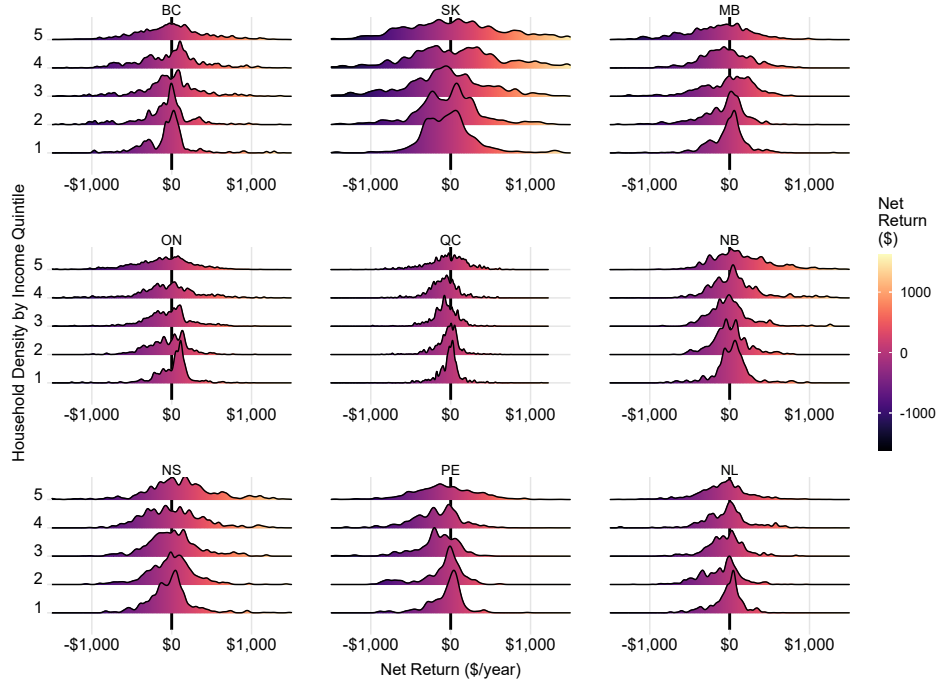 BC
SK
MB
5
4
3
2
1
-$1,000 $0 $1,000
-$1,000 $0 $1,000
-$1,000 $0 $1,000
Household Density by Income Quintile
ON
QC
NB
5
4
3
2
1
-$1,000 $0 $1,000
-$1,000 $0 $1,000
-$1,000 $0 $1,000
NS
PE
NL
5
4
3
2
1
-$1,000 $0 $1,000
-$1,000 $0 $1,000
-$1,000 $0 $1,000
Net Return ($/year)
Net
Return
($)
1000
0
-1000